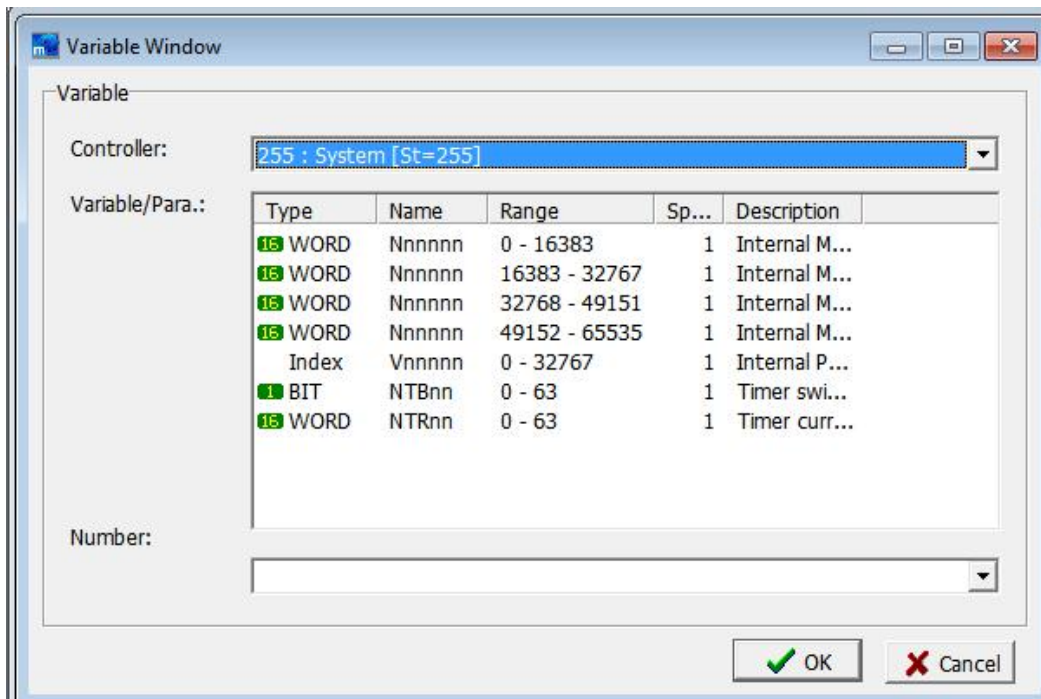 Variable Window
Variable
Controller: 255 : System [St=255]
Variable/Para.: Type Name Range Sp... Description
16 WORD Nnnnnn 0 - 16383 1 Internal M...
16 WORD Nnnnnn 16383 - 32767 1 Internal M...
16 WORD Nnnnnn 32768 - 49151 1 Internal M...
16 WORD Nnnnnn 49152 - 65535 1 Internal M...
Index Vnnnnn 0 - 32767 1 Internal P...
1 BIT NTBnn 0 - 63 1 Timer swi...
16 WORD NTRnn 0 - 63 1 Timer curr...
Number:
OK Cancel